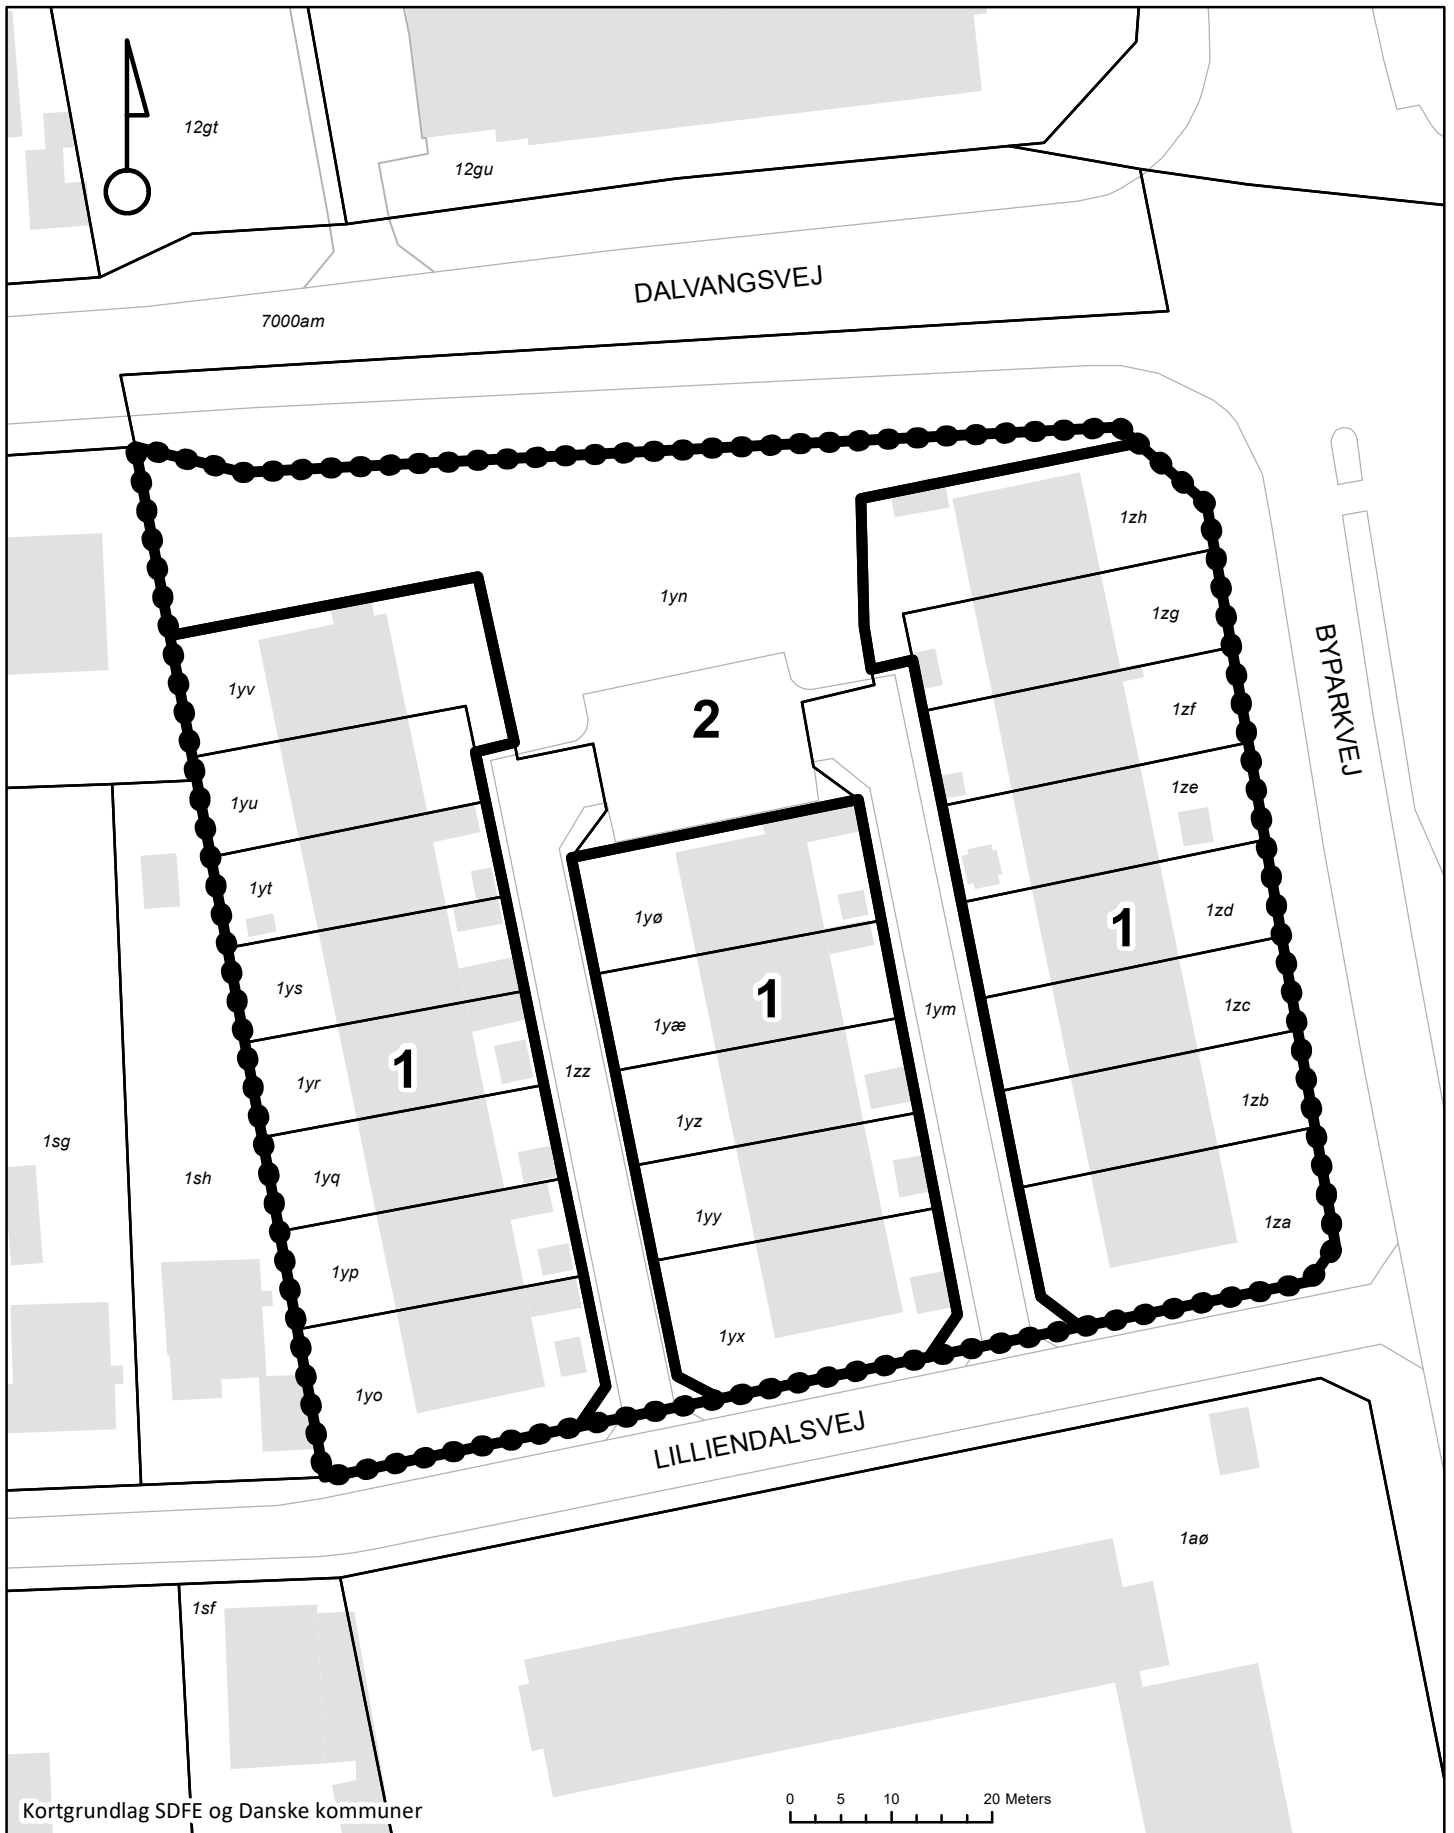 12gt
12gu
DALVANGSVEJ
7000am
1zh
1yn
1zg
BYPARKVEJ
1yv
1zf
2
1yu
1ze
1yt
1yø
1zd
1
1ys
1yæ
1
1ym
1zc
1
1zz
1yr
1zb
1yz
1sg
1sh
1yq
1yy
1za
1yp
1yx
1yo
LILLIENDALSVEJ
1aø
1sf
Kortgrundlag SDFE og Danske kommuner
0 5 10 20 Meters